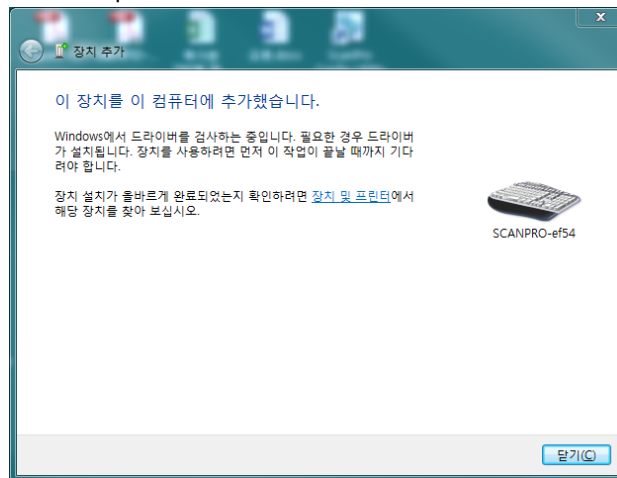 장치 추가
이 장치를 이 컴퓨터에 추가했습니다.
Windows에서 드라이버를 검사하는 중입니다. 필요한 경우 드라이버
가 설치됩니다. 장치를 사용하려면 먼저 이 작업이 끝날 때까지 기다
려야 합니다.
장치 설치가 올바르게 완료되었는지 확인하려면 장치 및 프린터에서
해당 장치를 찾아 보십시오.
SCANPRO-ef54
닫기(C)